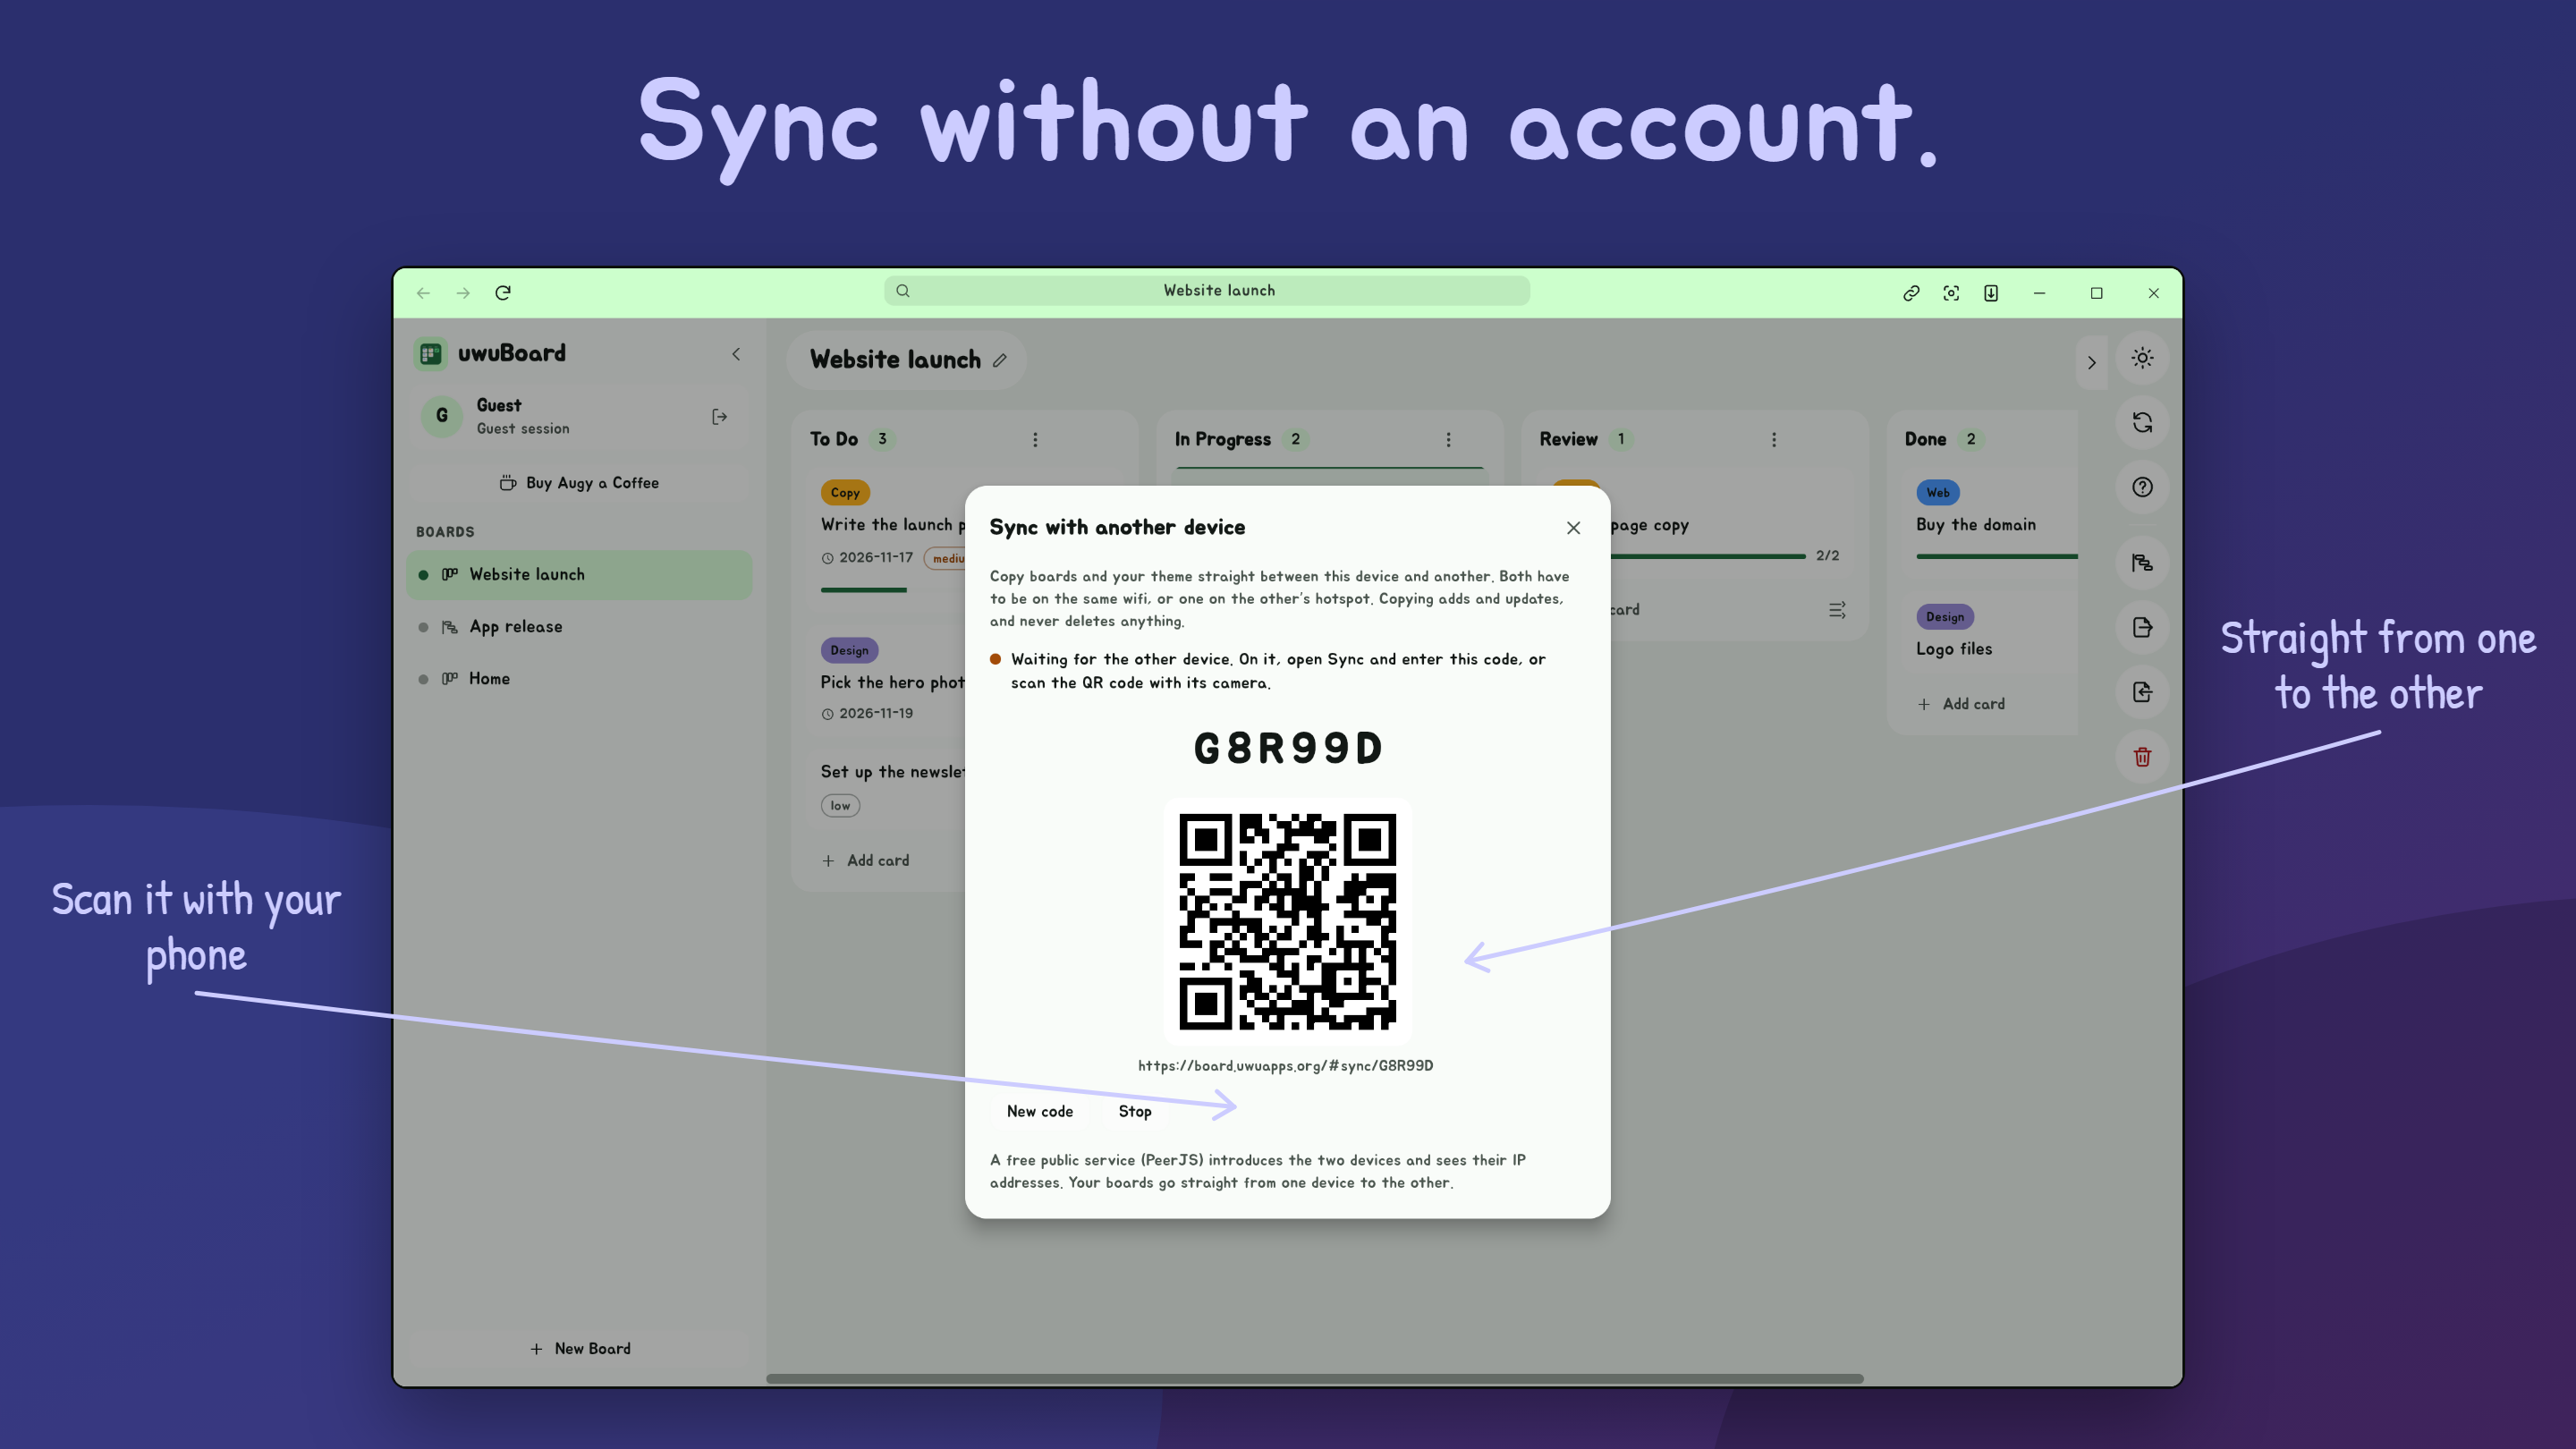 Sync without an account.
Website launch
uwuBoard
G
Guest
Guest session
Buy Augy a Coffee
BOARDS
Website launch
App release
Home
New Board
Website launch
To Do 3
Copy
Write the launch
2026-11-17
Design
Pick the hero
2026-11-19
Set up the
low
Add card
In Progress 2
Review 1
page copy
2/2
card
Done 2
Web
Buy the domain
Design
Logo files
Add card
Sync with another device
Copy boards and your theme straight between this device and another. Both have
to be on the same wifi, or one on the other's hotspot. Copying adds and updates,
and never deletes anything.
Waiting for the other device. On it, open Sync and enter this code, or
scan the QR code with its camera.
G8R99D
https://board.uwuapps.org/#sync/G8R99D
New code
Stop
A free public service (PeerJS) introduces the two devices and sees their IP
addresses. Your boards go straight from one device to the other.
Scan it with your
phone
Straight from one
to the other